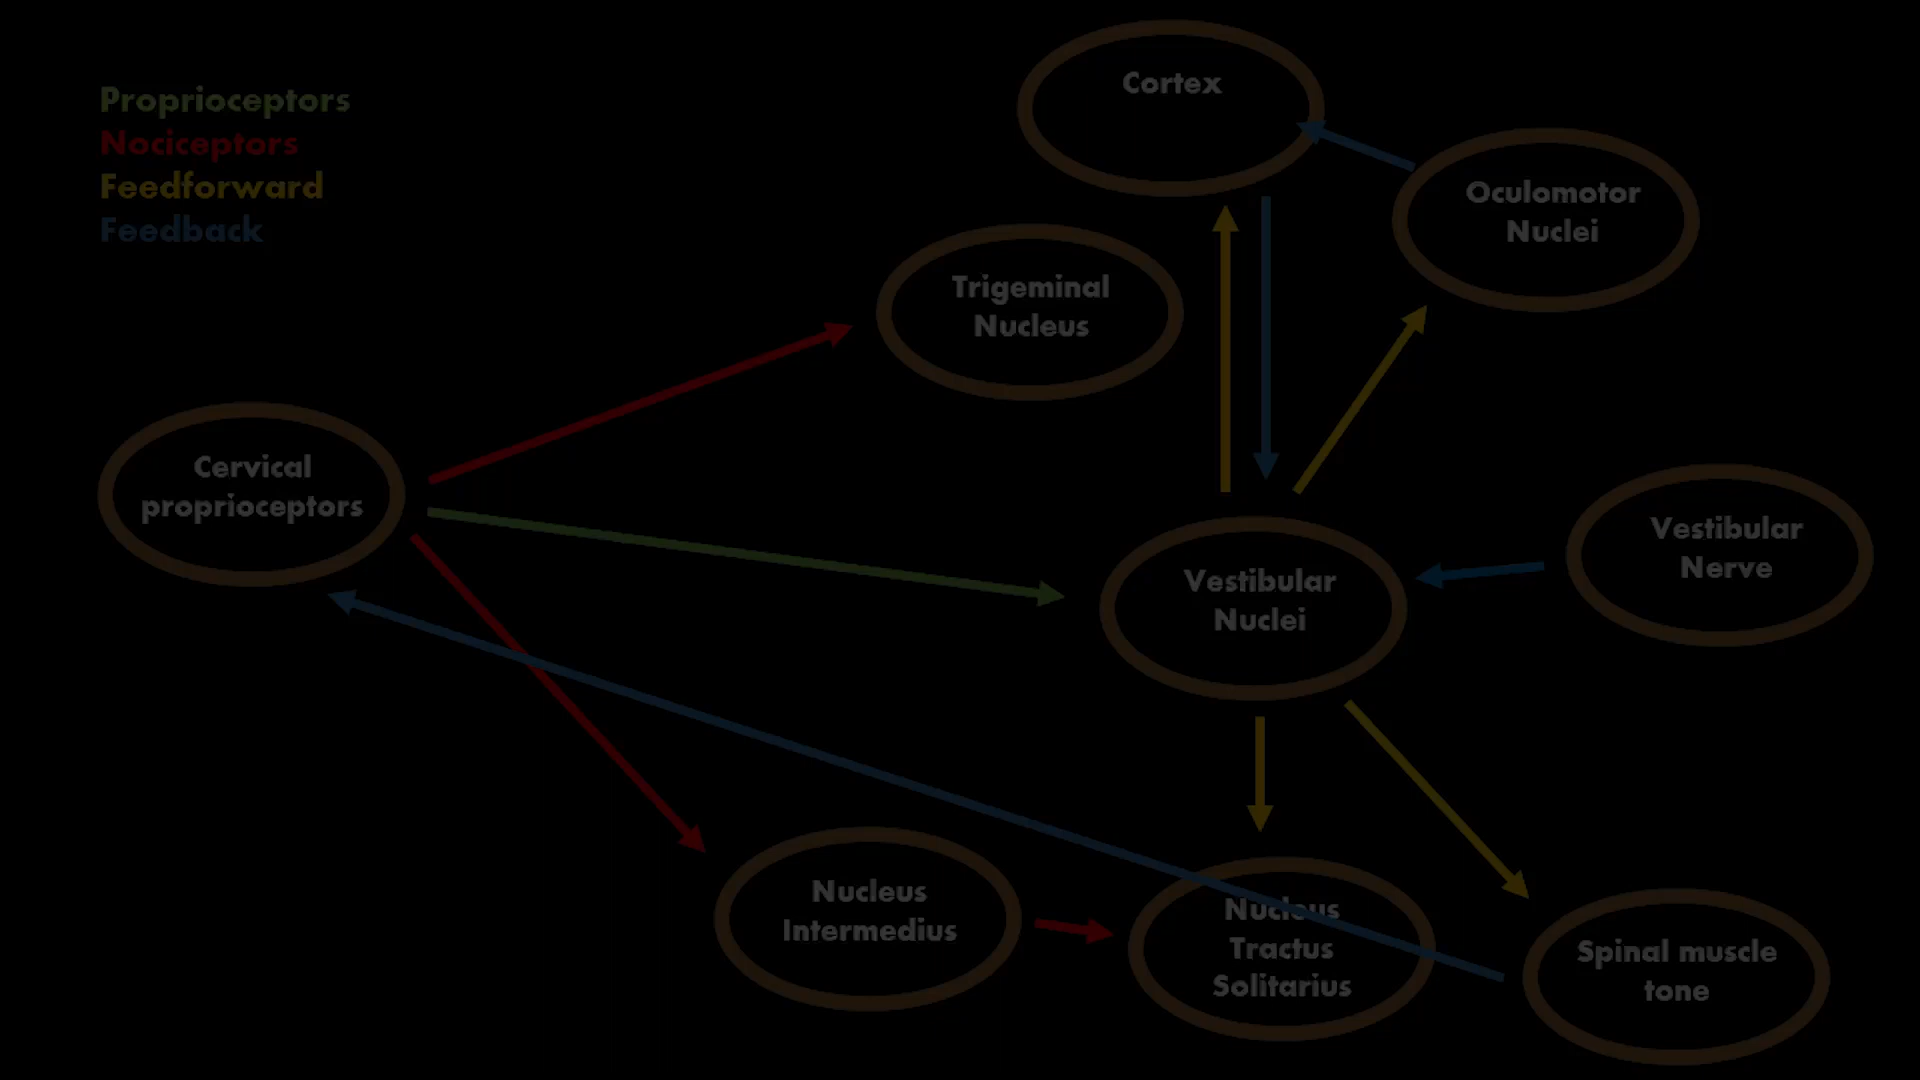 Proprioceptors
Nociceptors
Feedforward
Feedback
Cortex
Oculomotor
Nuclei
Trigeminal
Nucleus
Cervical
proprioceptors
Vestibular
Nerve
Vestibular
Nuclei
Nucleus
Intermedius
Nucleus
Tractus
Solitarius
Spinal muscle
tone